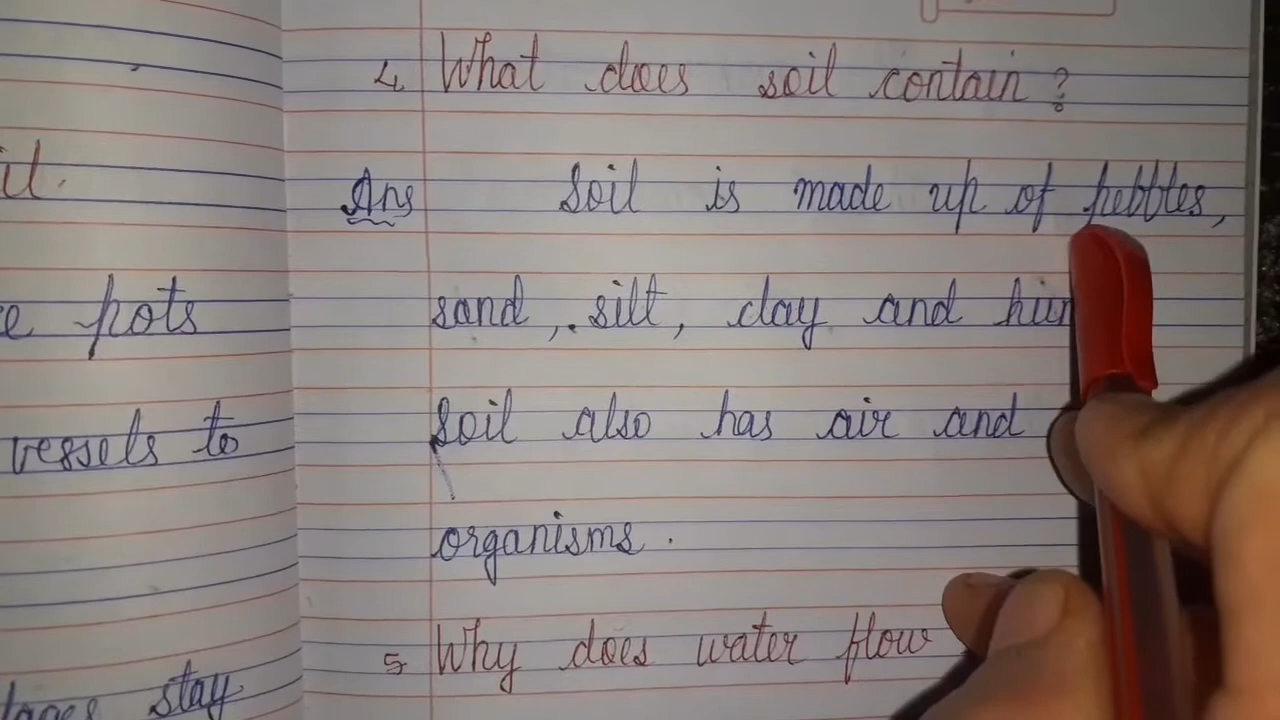 il.
e pots
vessels to
stay
4. What does soil contain ?
Ans Soil is made up of pebbles,
sand, silt, clay and hum
soil also has air and
organisms.
5 Why does water flow